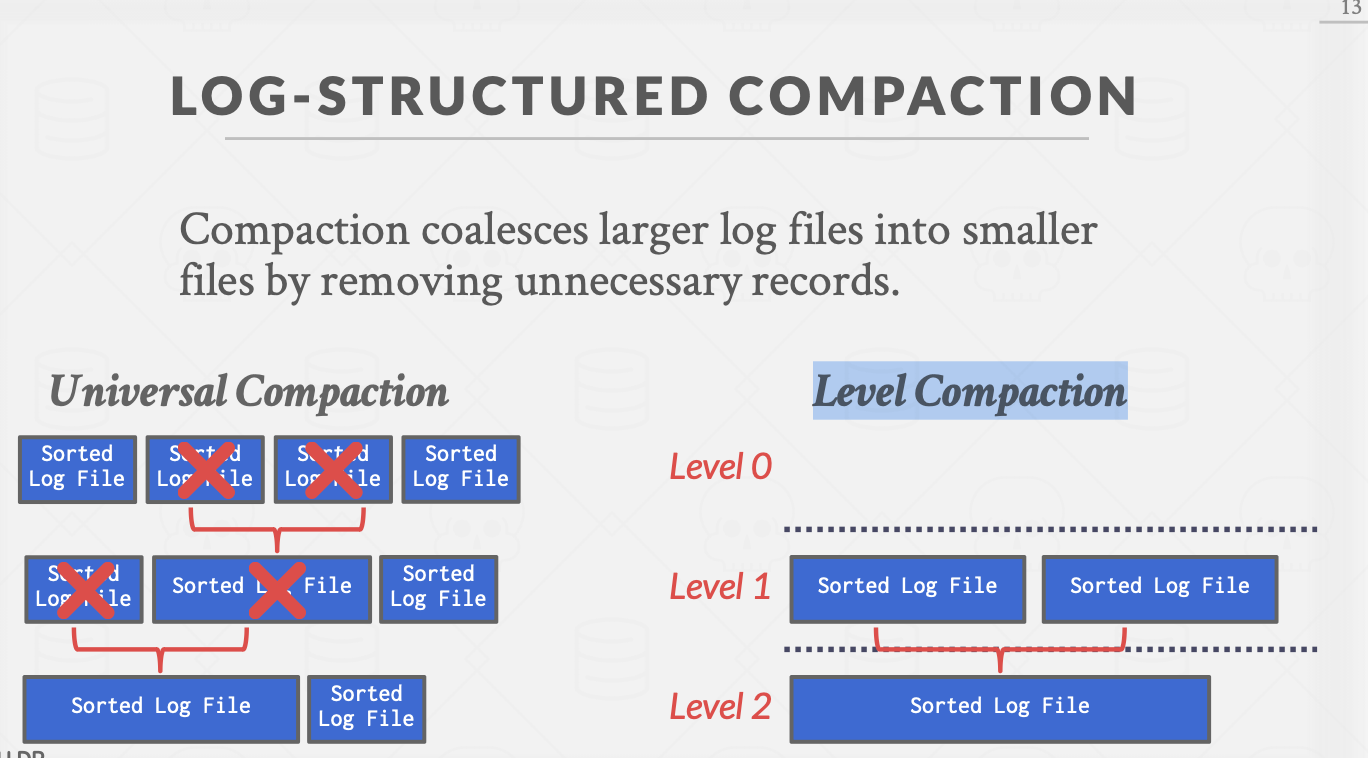 13
LOG-STRUCTURED COMPACTION
Compaction coalesces larger log files into smaller
files by removing unnecessary records.
Universal Compaction
Sorted
Log File
Sorted
Log File
Sorted
Log File
Sorted
Log File
Sorted
Log File
Sorted Log File
Sorted
Log File
Sorted Log File
Sorted
Log File
Level Compaction
Level 0
Level 1
Sorted Log File
Sorted Log File
Level 2
Sorted Log File